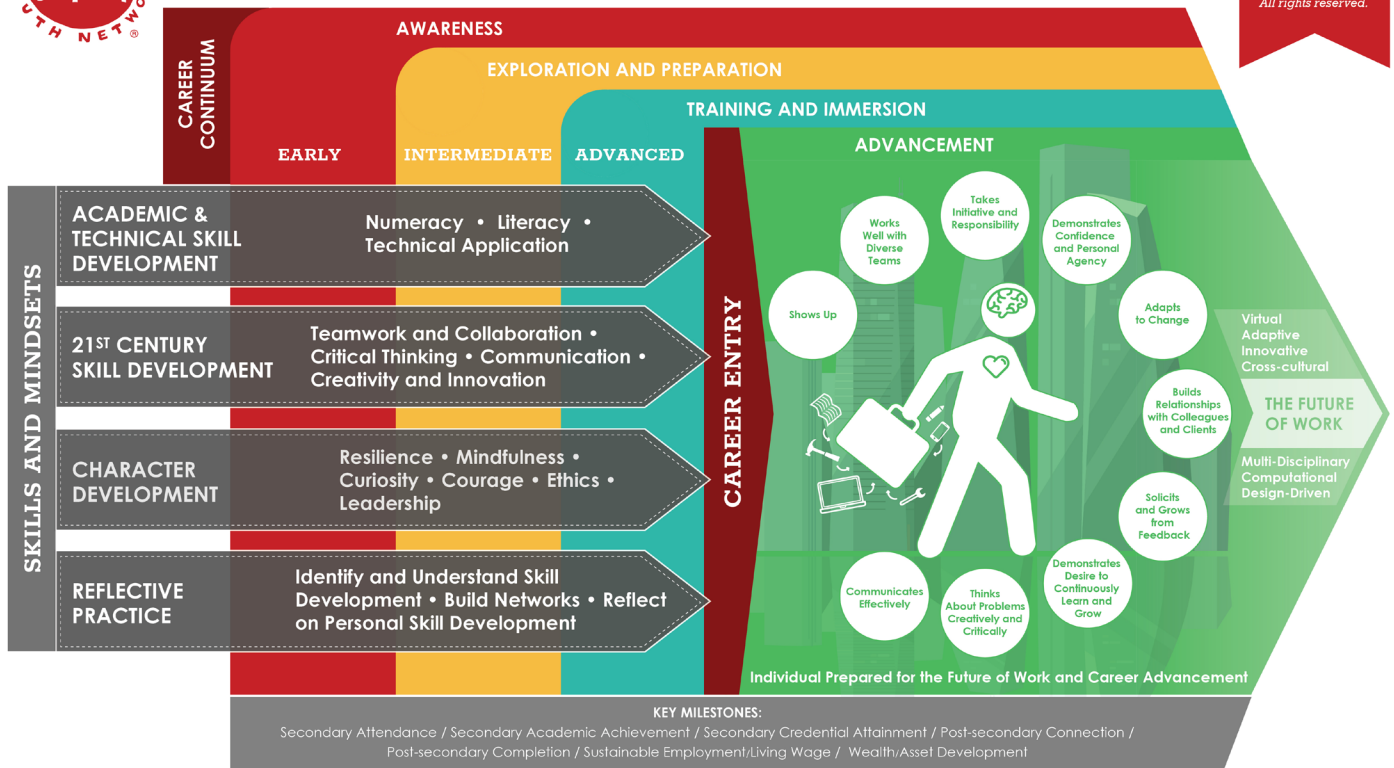 UTH NETWO
®
All rights reserved.
CAREER
CONTINUUM
AWARENESS
EXPLORATION AND PREPARATION
TRAINING AND IMMERSION
ADVANCEMENT
EARLY
INTERMEDIATE
ADVANCED
SKILLS AND MINDSETS
ACADEMIC &
TECHNICAL SKILL
DEVELOPMENT
Numeracy • Literacy •
Technical Application
21ST CENTURY
SKILL DEVELOPMENT
Teamwork and Collaboration •
Critical Thinking • Communication •
Creativity and Innovation
CHARACTER
DEVELOPMENT
Resilience • Mindfulness •
Curiosity • Courage • Ethics •
Leadership
REFLECTIVE
PRACTICE
Identify and Understand Skill
Development • Build Networks • Reflect
on Personal Skill Development
CAREER ENTRY
Shows Up
Works
Well with
Diverse
Teams
Takes
Initiative and
Responsibility
Demonstrates
Confidence
and Personal
Agency
Adapts
to Change
Builds
Relationships
with Colleagues
and Clients
Solicits
and Grows
from
Feedback
Demonstrates
Desire to
Continuously
Learn and
Grow
Thinks
About Problems
Creatively and
Critically
Communicates
Effectively
Virtual
Adaptive
Innovative
Cross-cultural
THE FUTURE
OF WORK
Multi-Disciplinary
Computational
Design-Driven
Individual Prepared for the Future of Work and Career Advancement
KEY MILESTONES:
Secondary Attendance / Secondary Academic Achievement / Secondary Credential Attainment / Post-secondary Connection /
Post-secondary Completion / Sustainable Employment/Living Wage / Wealth/Asset Development